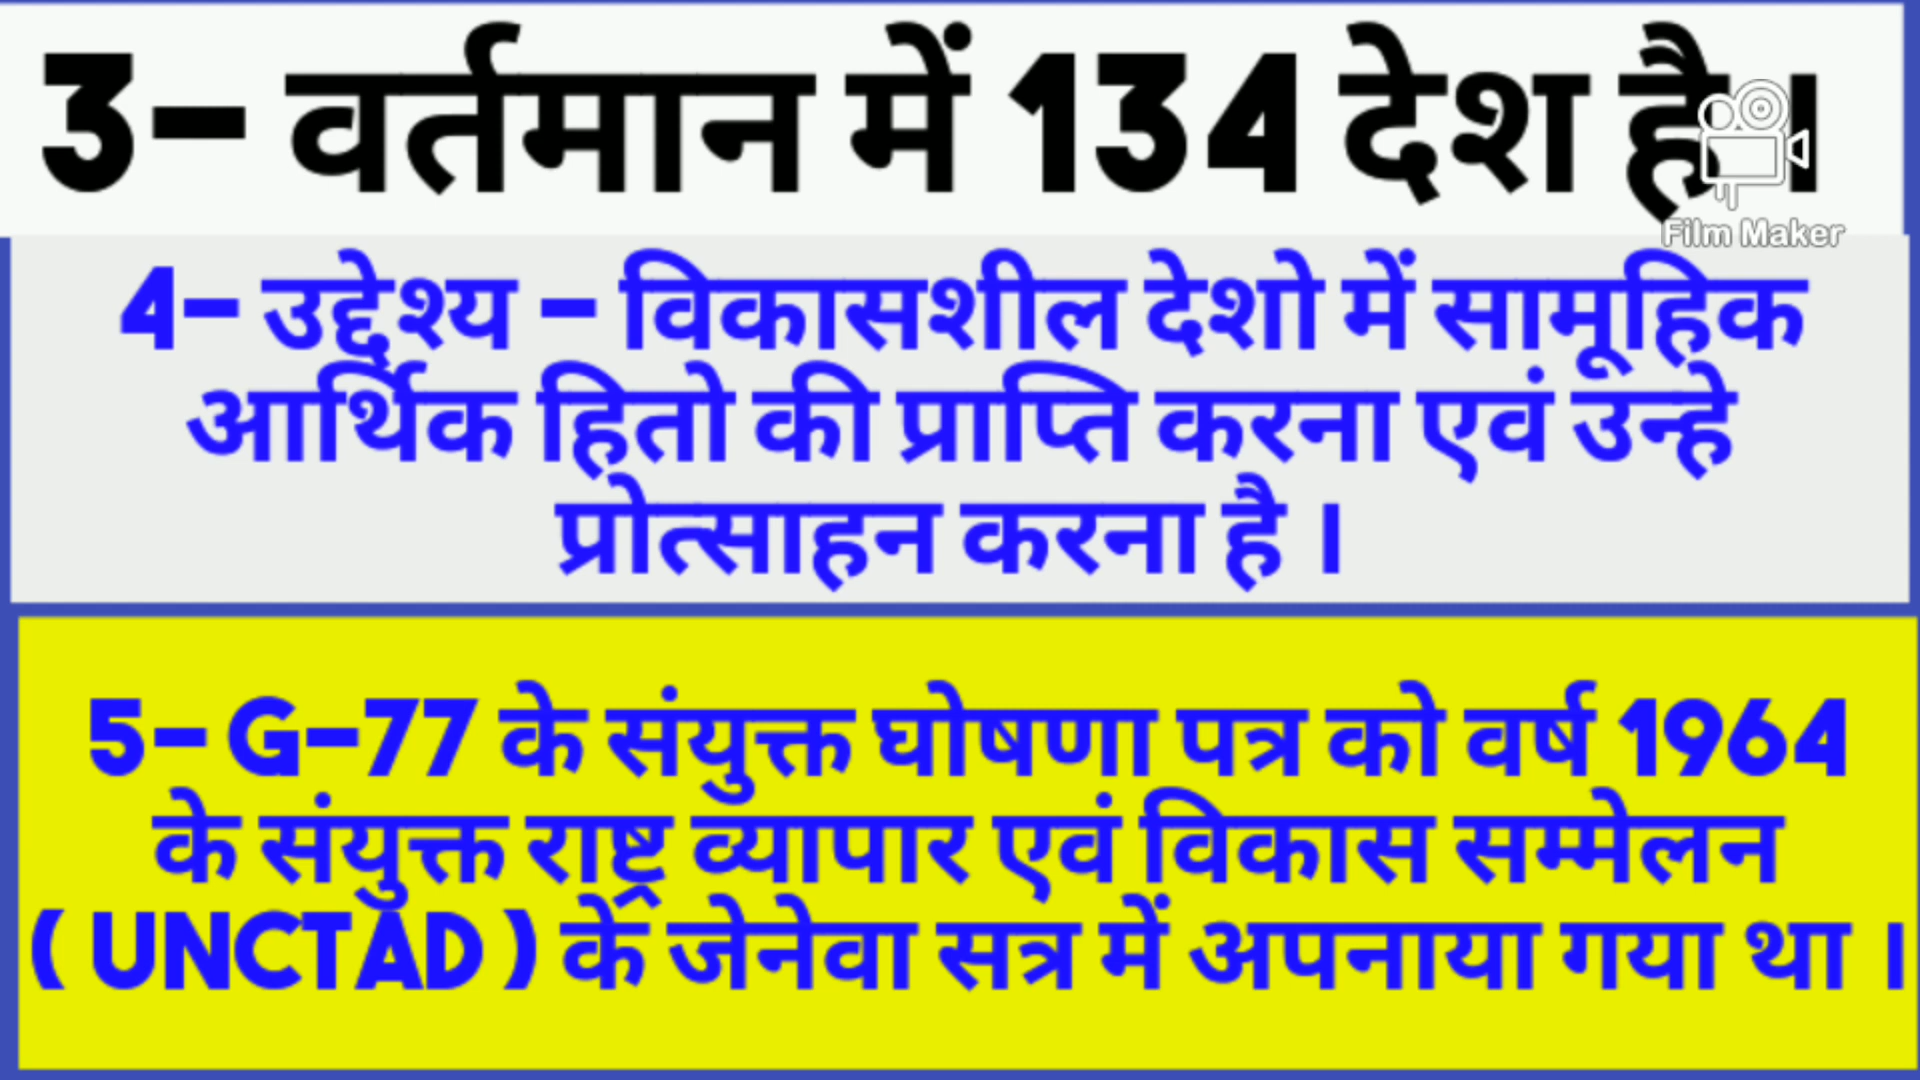 3- वर्तमान में 134 देश है।
Film Maker
4- उद्देश्य - विकासशील देशो में सामूहिक
आर्थिक हितो की प्राप्ति करना एवं उन्हे
प्रोत्साहन करना है ।
5- G-77 के संयुक्त घोषणा पत्र को वर्ष 1964
के संयुक्त राष्ट्र व्यापार एवं विकास सम्मेलन
( UNCTAD ) के जेनेवा सत्र में अपनाया गया था ।